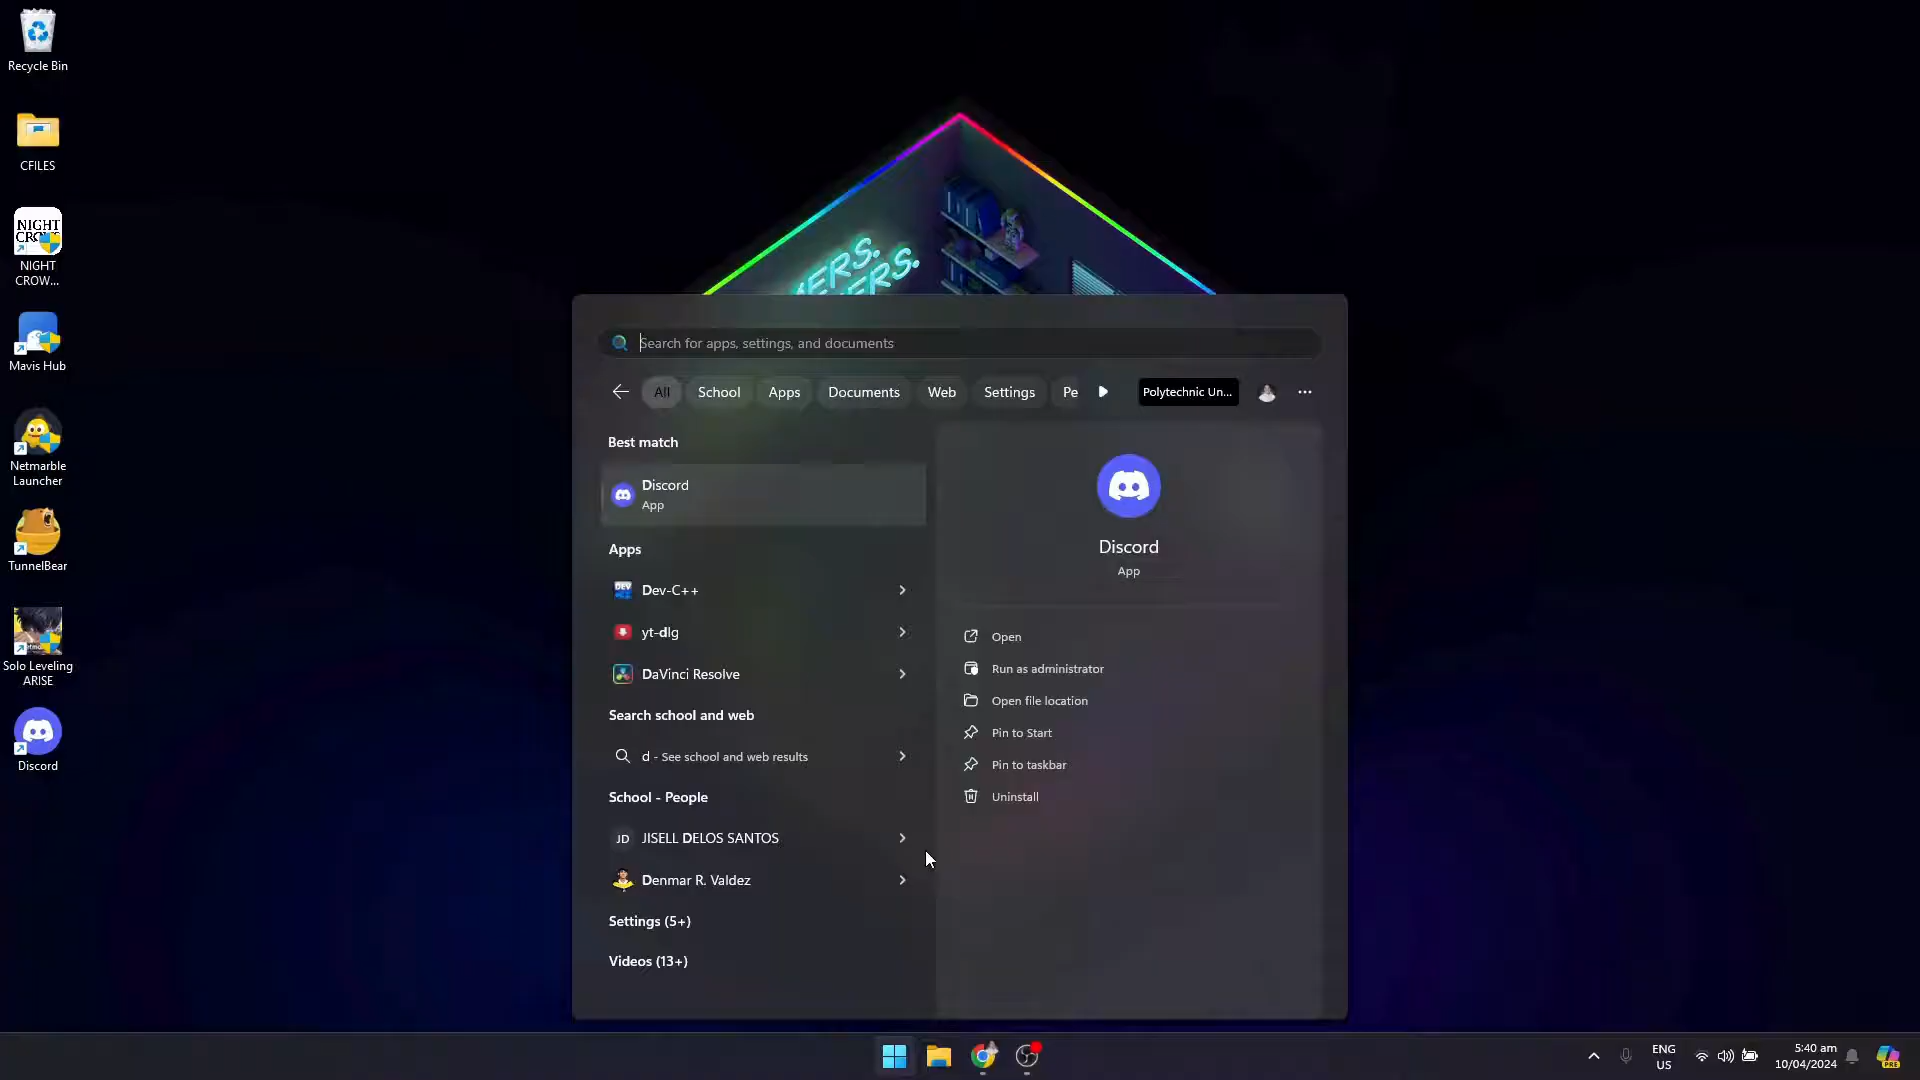 Recycle Bin
CFILES
NIGHT
CROW...
Mavis Hub
Netmarble
Launcher
TunnelBear
Solo Leveling
ARISE
Discord
Search for apps, settings, and documents
All
School
Apps
Documents
Web
Settings
Pe
Polytechnic Un...
Best match
Discord
App
Apps
Dev-C++
yt-dlg
DaVinci Resolve
Search school and web
d - See school and web results
School - People
JD
JISELL DELOS SANTOS
Denmar R. Valdez
Settings (5+)
Videos (13+)
Discord
App
Open
Run as administrator
Open file location
Pin to Start
Pin to taskbar
Uninstall
ENG
US
5:40 am
10/04/2024